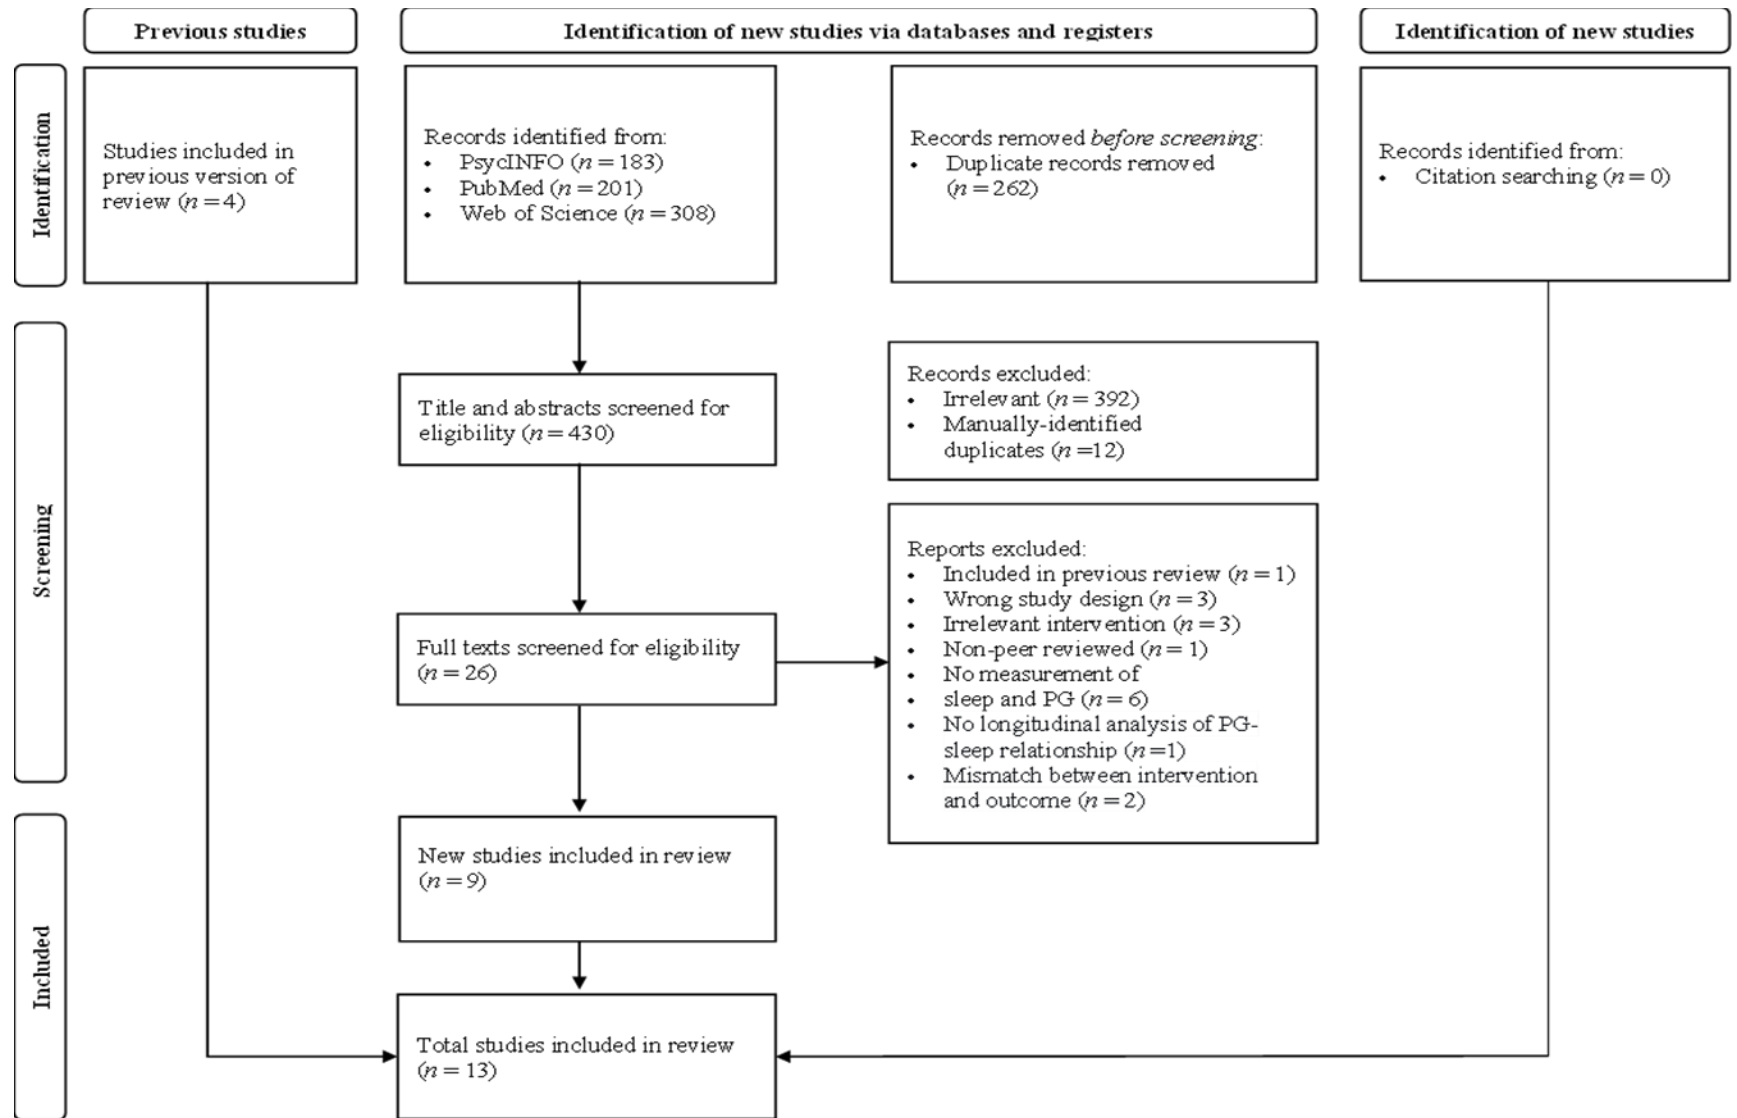 Previous studies
Identification of new studies via databases and registers
Identification of new studies
Identification
Studies included in
previous version of
review (n = 4)
Records identified from:
• PsycINFO (n = 183)
• PubMed (n = 201)
• Web of Science (n = 308)
Records removed before screening:
• Duplicate records removed
(n = 262)
Records identified from:
• Citation searching (n = 0)
Screening
Title and abstracts screened for
eligibility (n = 430)
Records excluded:
• Irrelevant (n = 392)
• Manually-identified
duplicates (n =12)
Full texts screened for eligibility
(n = 26)
Reports excluded:
• Included in previous review (n = 1)
• Wrong study design (n = 3)
• Irrelevant intervention (n = 3)
• Non-peer reviewed (n = 1)
• No measurement of
• sleep and PG (n = 6)
• No longitudinal analysis of PG-
sleep relationship (n =1)
• Mismatch between intervention
and outcome (n = 2)
Included
New studies included in review
(n = 9)
Total studies included in review
(n = 13)